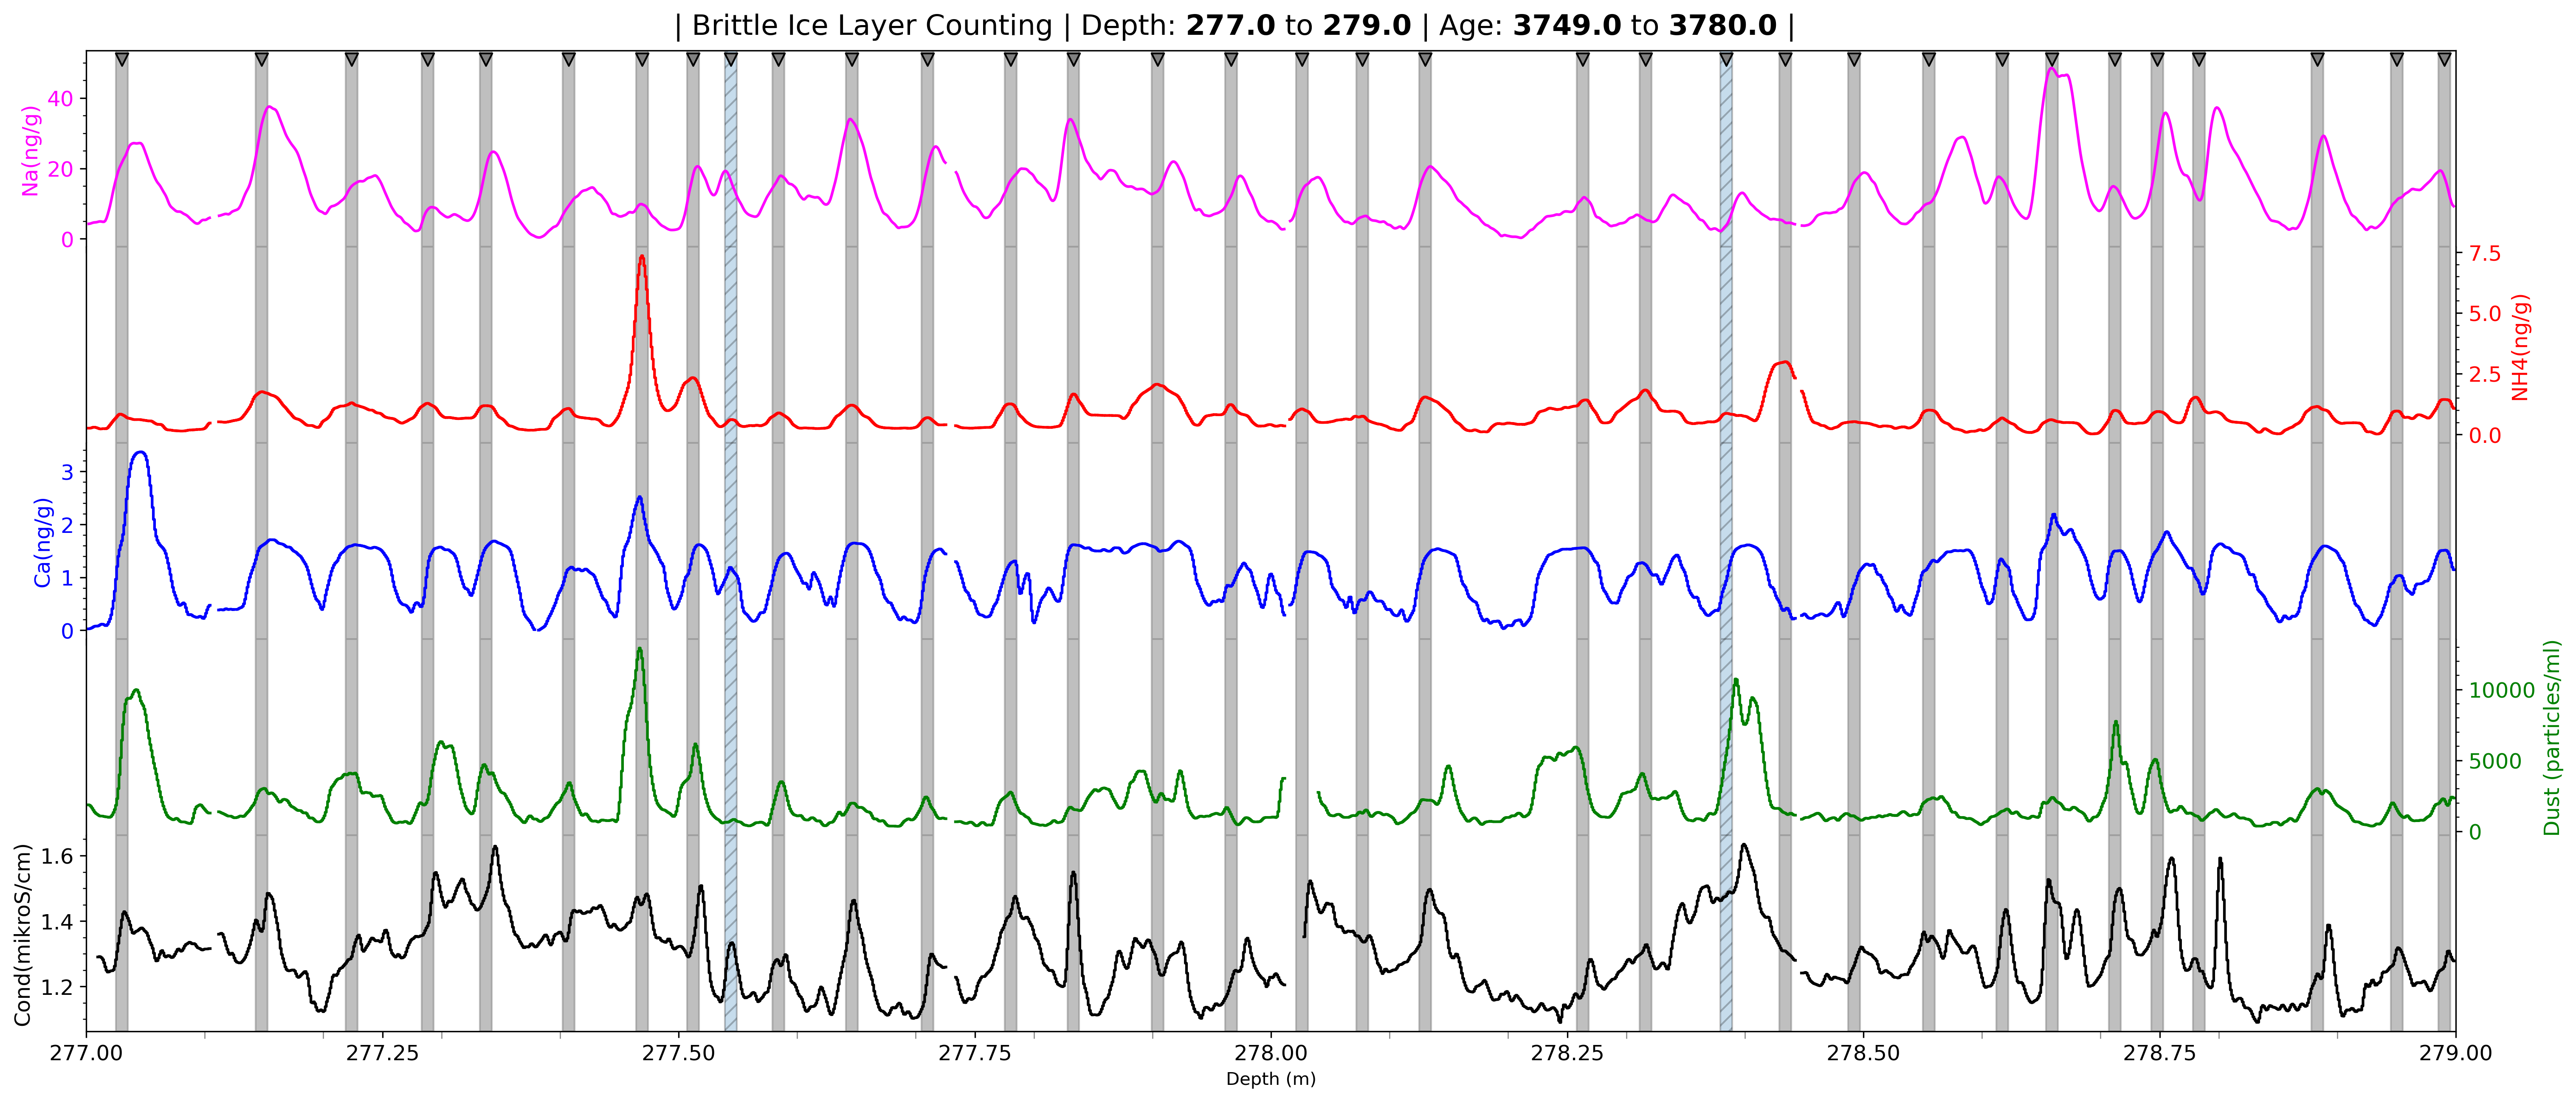 | Brittle Ice Layer Counting | Depth: 277.0 to 279.0 | Age: 3749.0 to 3780.0 |
Na(ng/g)
40
20
0
7.5
5.0
2.5
0.0
NH4(ng/g)
Ca(ng/g)
3
2
1
0
10000
5000
0
Dust (particles/ml)
Cond(mikroS/cm)
1.6
1.4
1.2
277.00 277.25 277.50 277.75 278.00 278.25 278.50 278.75 279.00
Depth (m)